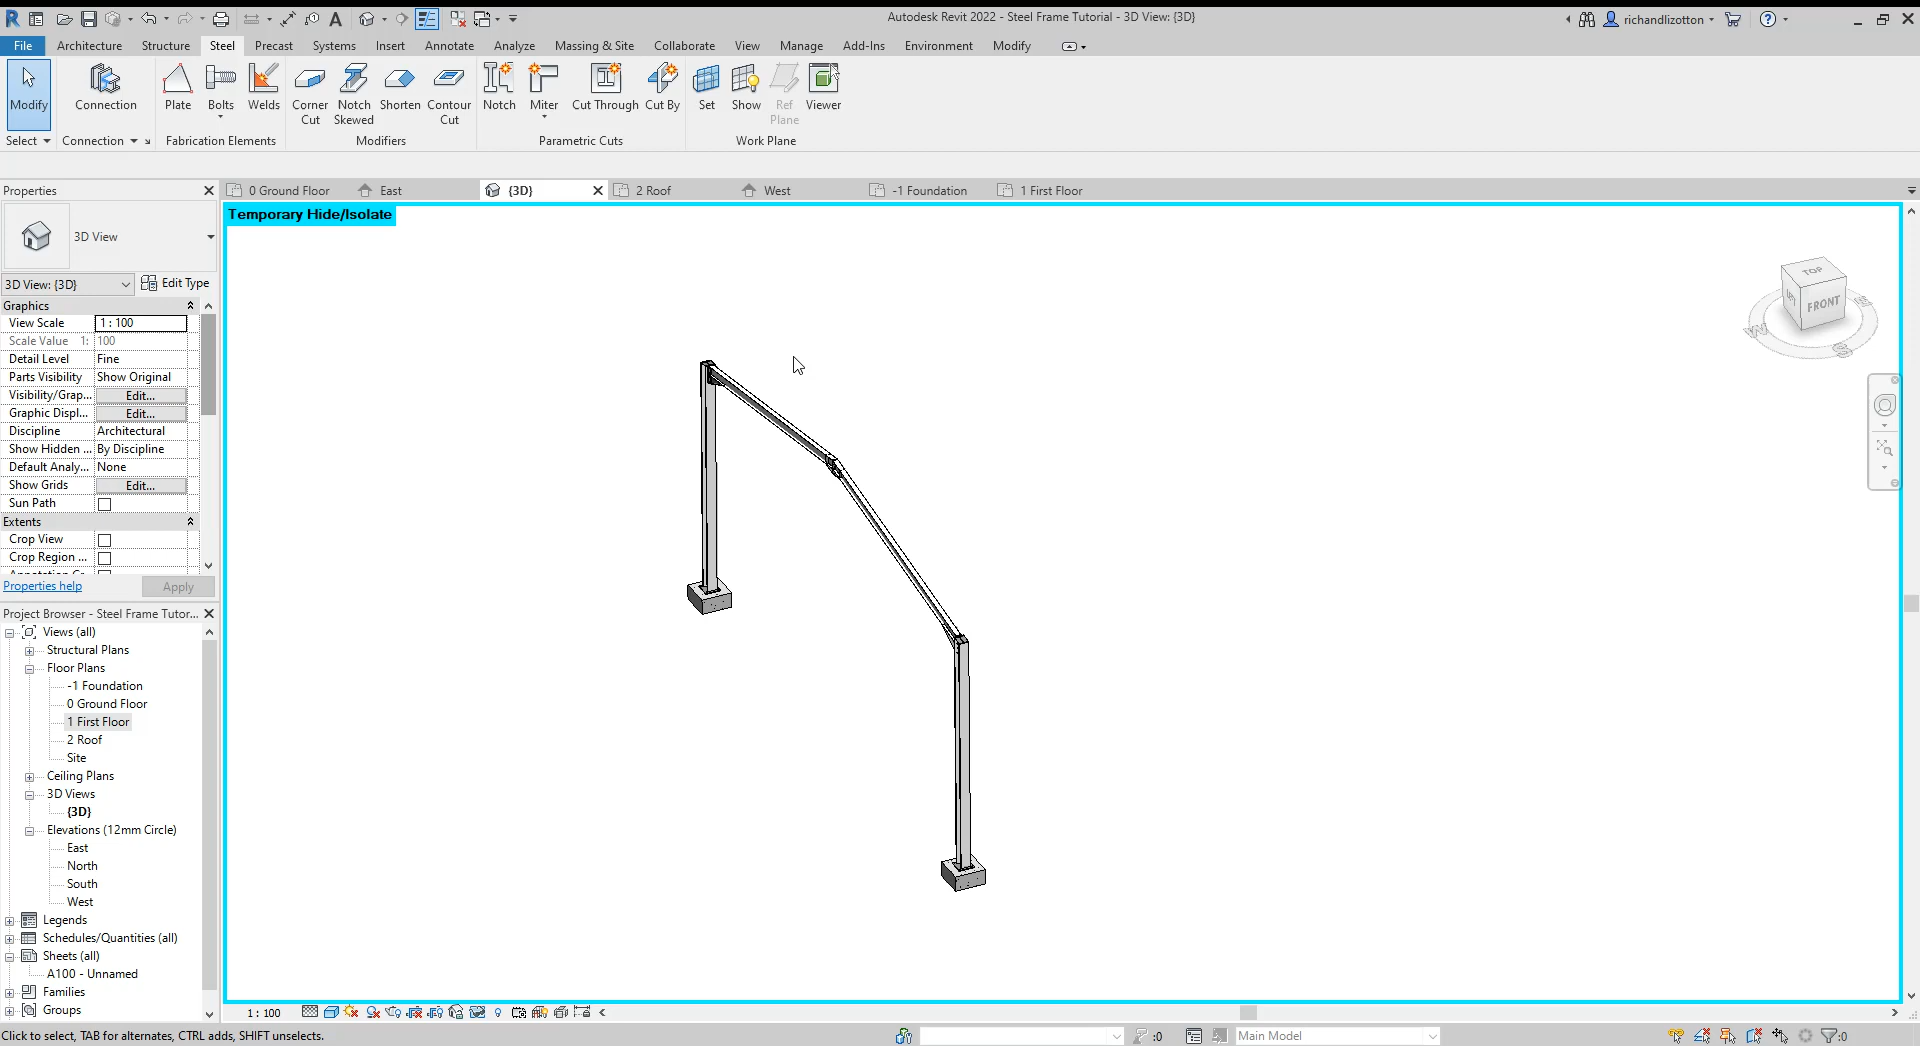 Autodesk Revit 2022 - Steel Frame Tutorial - 3D View: {3D}
richandlizotton
File Architecture Structure Steel Precast Systems Insert Annotate Analyze Massing & Site Collaborate View Manage Add-Ins Environment Modify
Modify Connection Plate Bolts Welds Corner Cut Notch Skewed Shorten Contour Cut Notch Miter Cut Through Cut By Set Show Ref Plane Viewer
Select Connection Fabrication Elements Modifiers Parametric Cuts Work Plane
Properties
0 Ground Floor East {3D} 2 Roof West -1 Foundation 1 First Floor
Temporary Hide/Isolate
3D View
3D View: {3D} Edit Type
Graphics
View Scale 1 : 100
Scale Value 1: 100
Detail Level Fine
Parts Visibility Show Original
Visibility/Grap... Edit...
Graphic Displ... Edit...
Discipline Architectural
Show Hidden ... By Discipline
Default Analy... None
Show Grids Edit...
Sun Path
Extents
Crop View
Crop Region ...
Properties help Apply
Project Browser - Steel Frame Tutor...
Views (all)
Structural Plans
Floor Plans
-1 Foundation
0 Ground Floor
1 First Floor
2 Roof
Site
Ceiling Plans
3D Views
{3D}
Elevations (12mm Circle)
East
North
South
West
Legends
Schedules/Quantities (all)
Sheets (all)
A100 - Unnamed
Families
Groups
TOP
FRONT
W
S
1 : 100
Click to select, TAB for alternates, CTRL adds, SHIFT unselects.
:0
Main Model
:0